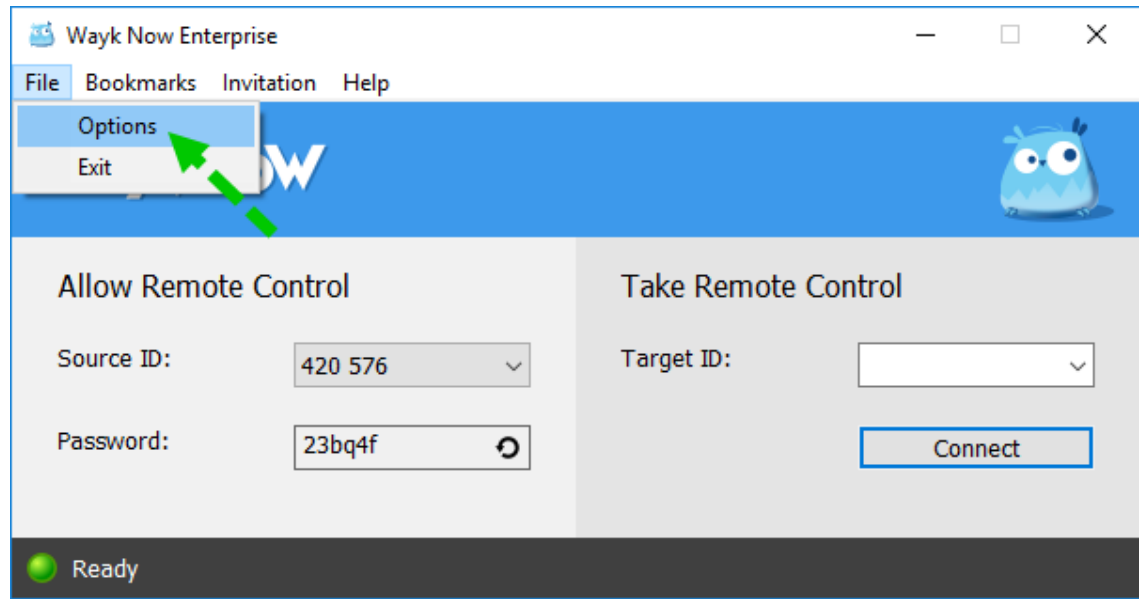 Wayk Now Enterprise
File Bookmarks Invitation Help
Options
Exit
Allow Remote Control
Source ID: 420 576
Password: 23bq4f
Take Remote Control
Target ID:
Connect
Ready